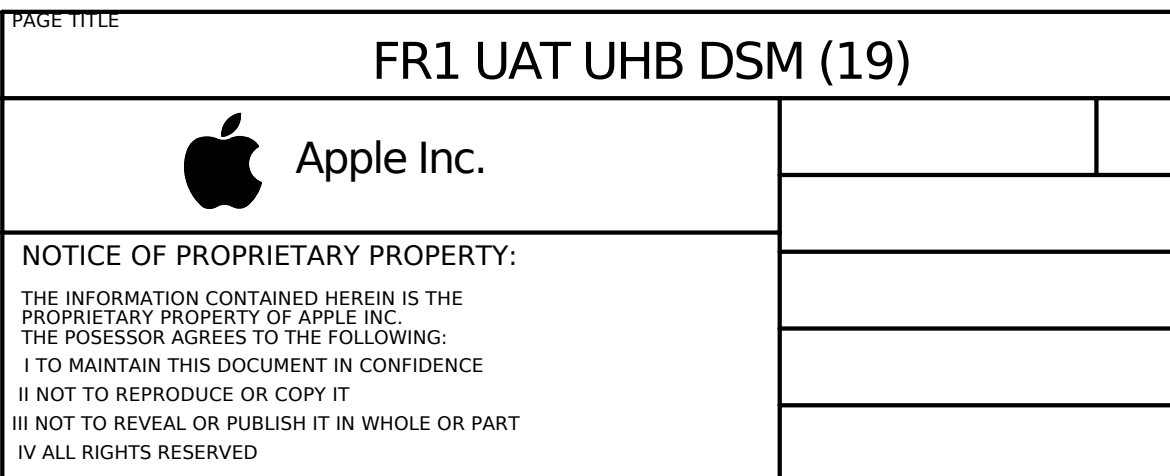 PAGE TITLE
FR1 UAT UHB DSM (19)
Apple Inc.
NOTICE OF PROPRIETARY PROPERTY:
THE INFORMATION CONTAINED HEREIN IS THE
PROPRIETARY PROPERTY OF APPLE INC.
THE POSESSOR AGREES TO THE FOLLOWING:
I TO MAINTAIN THIS DOCUMENT IN CONFIDENCE
II NOT TO REPRODUCE OR COPY IT
III NOT TO REVEAL OR PUBLISH IT IN WHOLE OR PART
IV ALL RIGHTS RESERVED